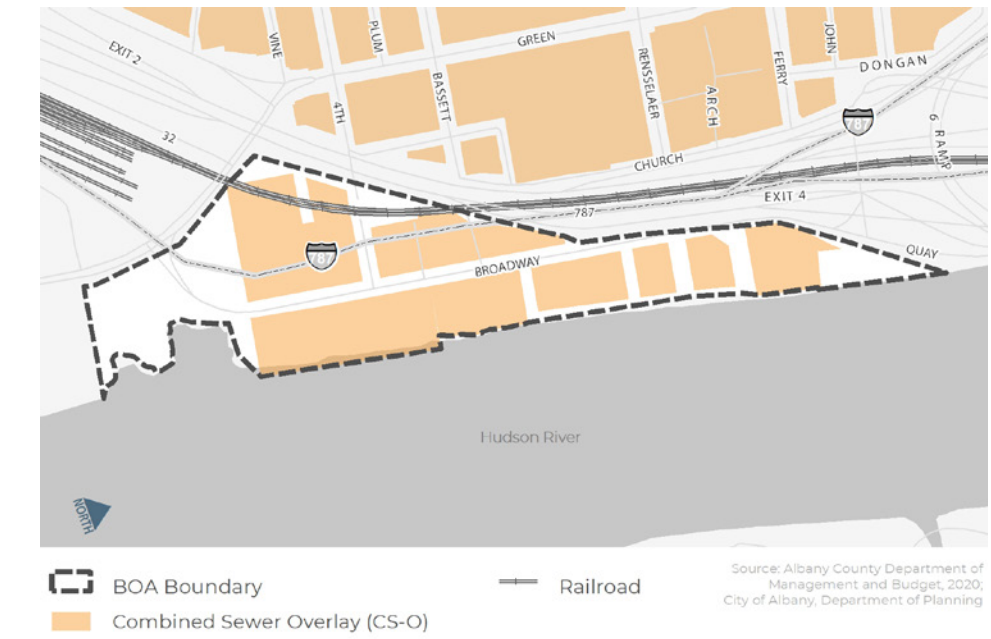 EXIT 2
VINE
PLUM
GREEN
JOHN
32
4TH
BASSETT
RENSSELAER
ARCH
FERRY
DONGAN
787
6 RAMP
CHURCH
EXIT 4
787
787
BROADWAY
QUAY
Hudson River
NORTH
BOA Boundary
Railroad
Combined Sewer Overlay (CS-O)
Source: Albany County Department of
Management and Budget, 2020;
City of Albany, Department of Planning